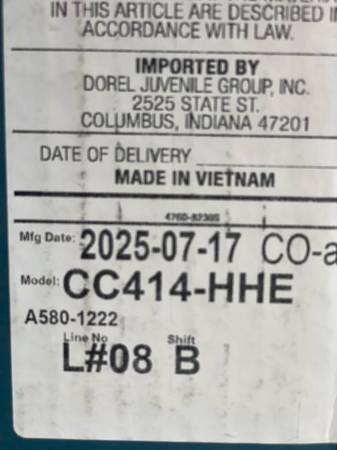 IN THIS ARTICLE ARE DESCRIBED I
ACCORDANCE WITH LAW.
IMPORTED BY
DOREL JUVENILE GROUP, INC.
2525 STATE ST.
COLUMBUS, INDIANA 47201
DATE OF DELIVERY
MADE IN VIETNAM
Mfg Date: 2025-07-17 CO-a
Model: CC414-HHE
A580-1222
Line No Shift
L#08 B